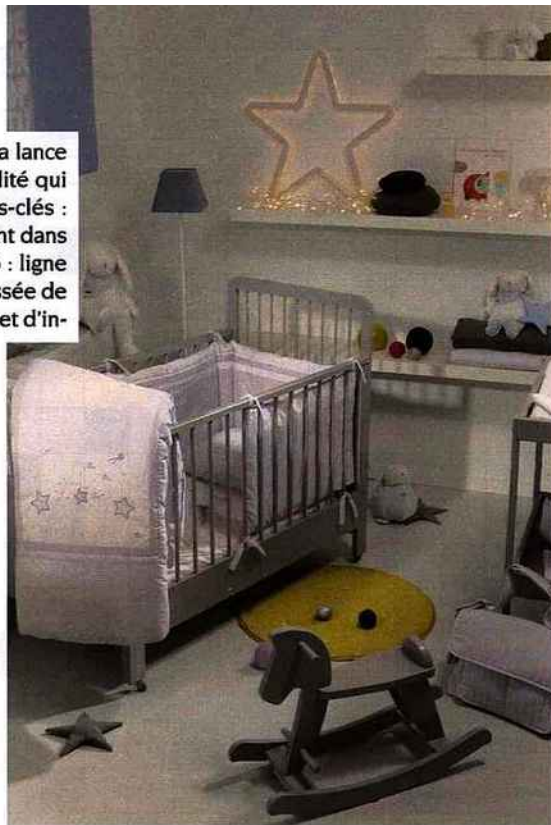 a lance
lité qui
s-clés :
nt dans
: ligne
ssée de
et d'in-